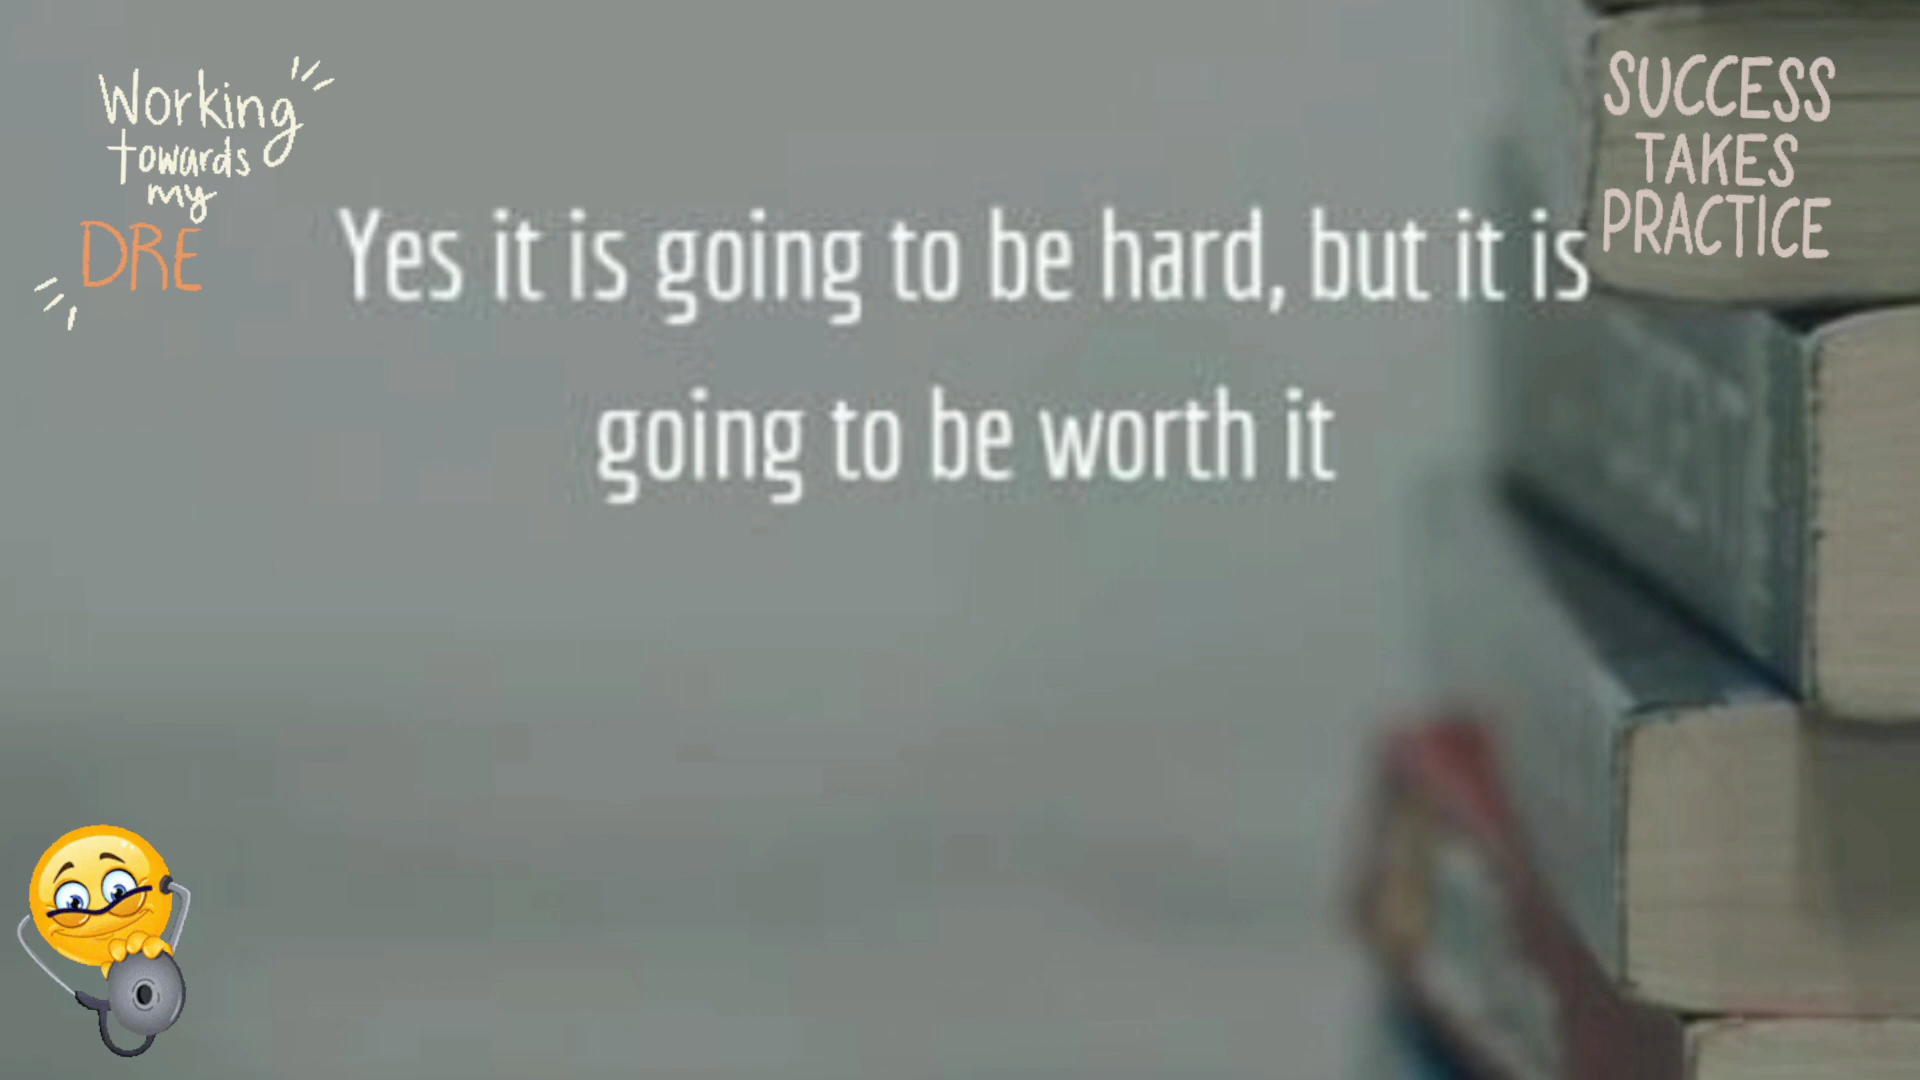 Working
towards
my
DRE
SUCCESS
TAKES
PRACTICE
Yes it is going to be hard, but it is
going to be worth it